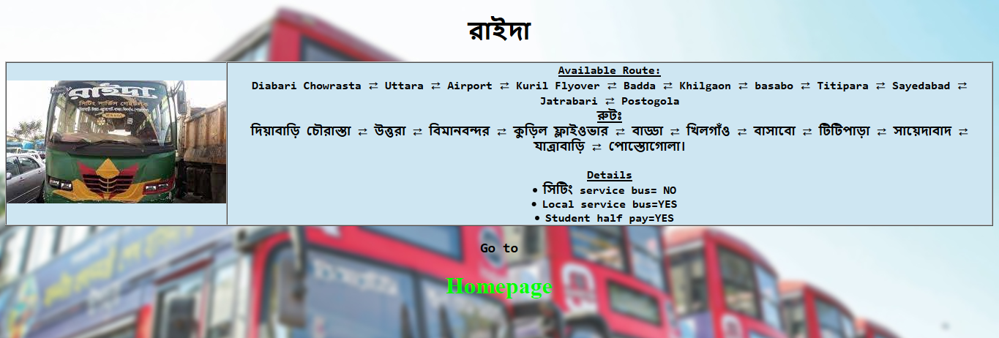 রাইদা
রাইদা
সিটিং সার্ভিস গেইটলক
Available Route:
Diabari Chowrasta ⇄ Uttara ⇄ Airport ⇄ Kuril Flyover ⇄ Badda ⇄ Khilgaon ⇄ basabo ⇄ Titipara ⇄ Sayedabad ⇄
Jatrabari ⇄ Postogola
রুটঃ
দিয়াবাড়ি চৌরাস্তা ⇄ উত্তরা ⇄ বিমানবন্দর ⇄ কুড়িল ফ্লাইওভার ⇄ বাড্ডা ⇄ খিলগাঁও ⇄ বাসাবো ⇄ টিটিপাড়া ⇄ সায়েদাবাদ ⇄
যাত্রাবাড়ি ⇄ পোস্তোগোলা।
Details
• সিটিং service bus= NO
• Local service bus=YES
• Student half pay=YES
Go to
Homepage